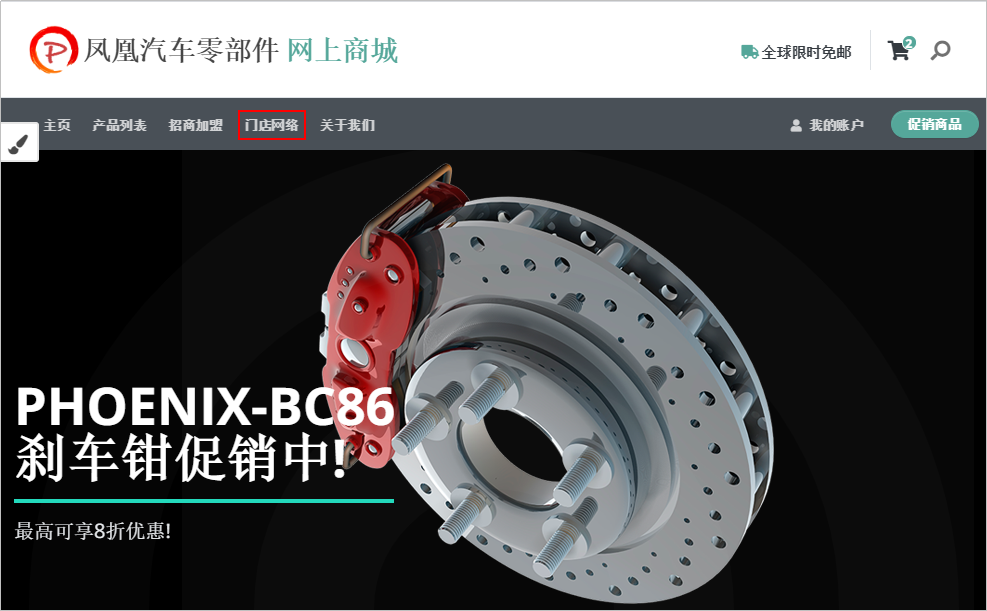 凤凰汽车零部件 网上商城
全球限时免邮
2
主页 产品列表 招商加盟 门店网络 关于我们
我的账户 促销商品
PHOENIX-BC86
刹车钳促销中!
最高可享8折优惠!